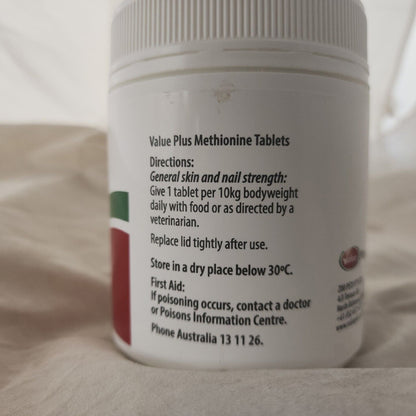 Value Plus Methionine Tablets
Directions:
General skin and nail strength:
Give 1 tablet per 10kg bodyweight
daily with food or as directed by a
veterinarian.
Replace lid tightly after use.
Store in a dry place below 30ºC.
First Aid:
If poisoning occurs, contact a doctor
or Poisons Information Centre.
Phone Australia 13 11 26.